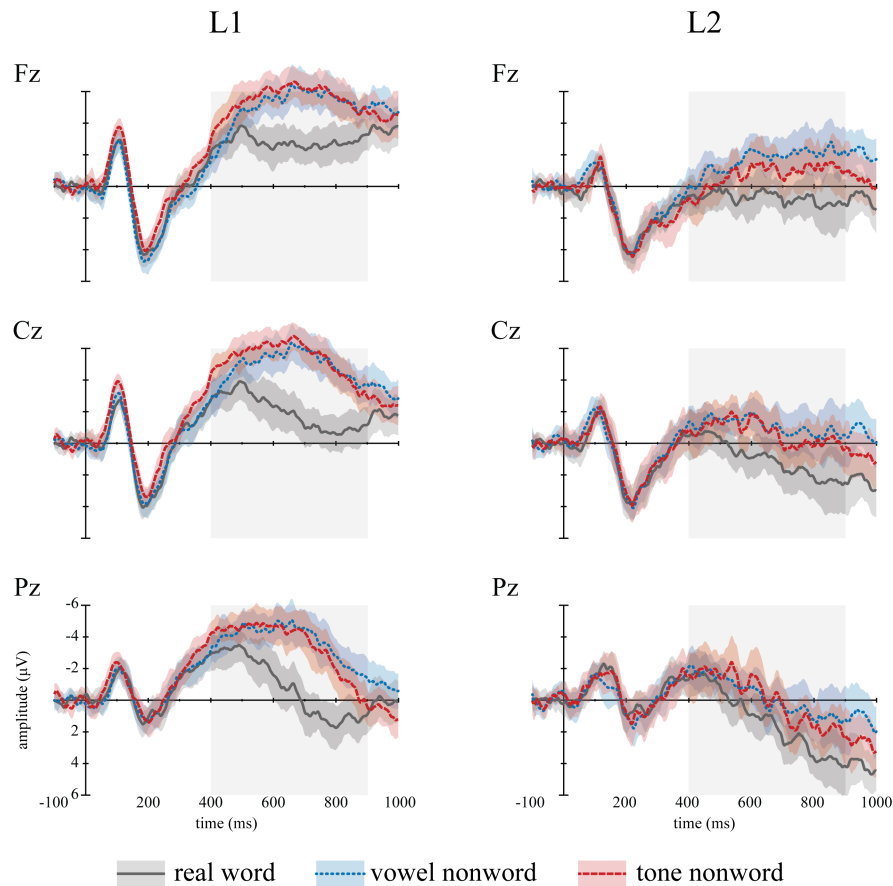 L1 L2
Fz Fz
Cz Cz
Pz Pz
-6
-4
-2
2
4
6
amplitude (µV)
-100 200 400 600 800 1000 -100 200 400 600 800 1000
time (ms) time (ms)
real word vowel nonword tone nonword